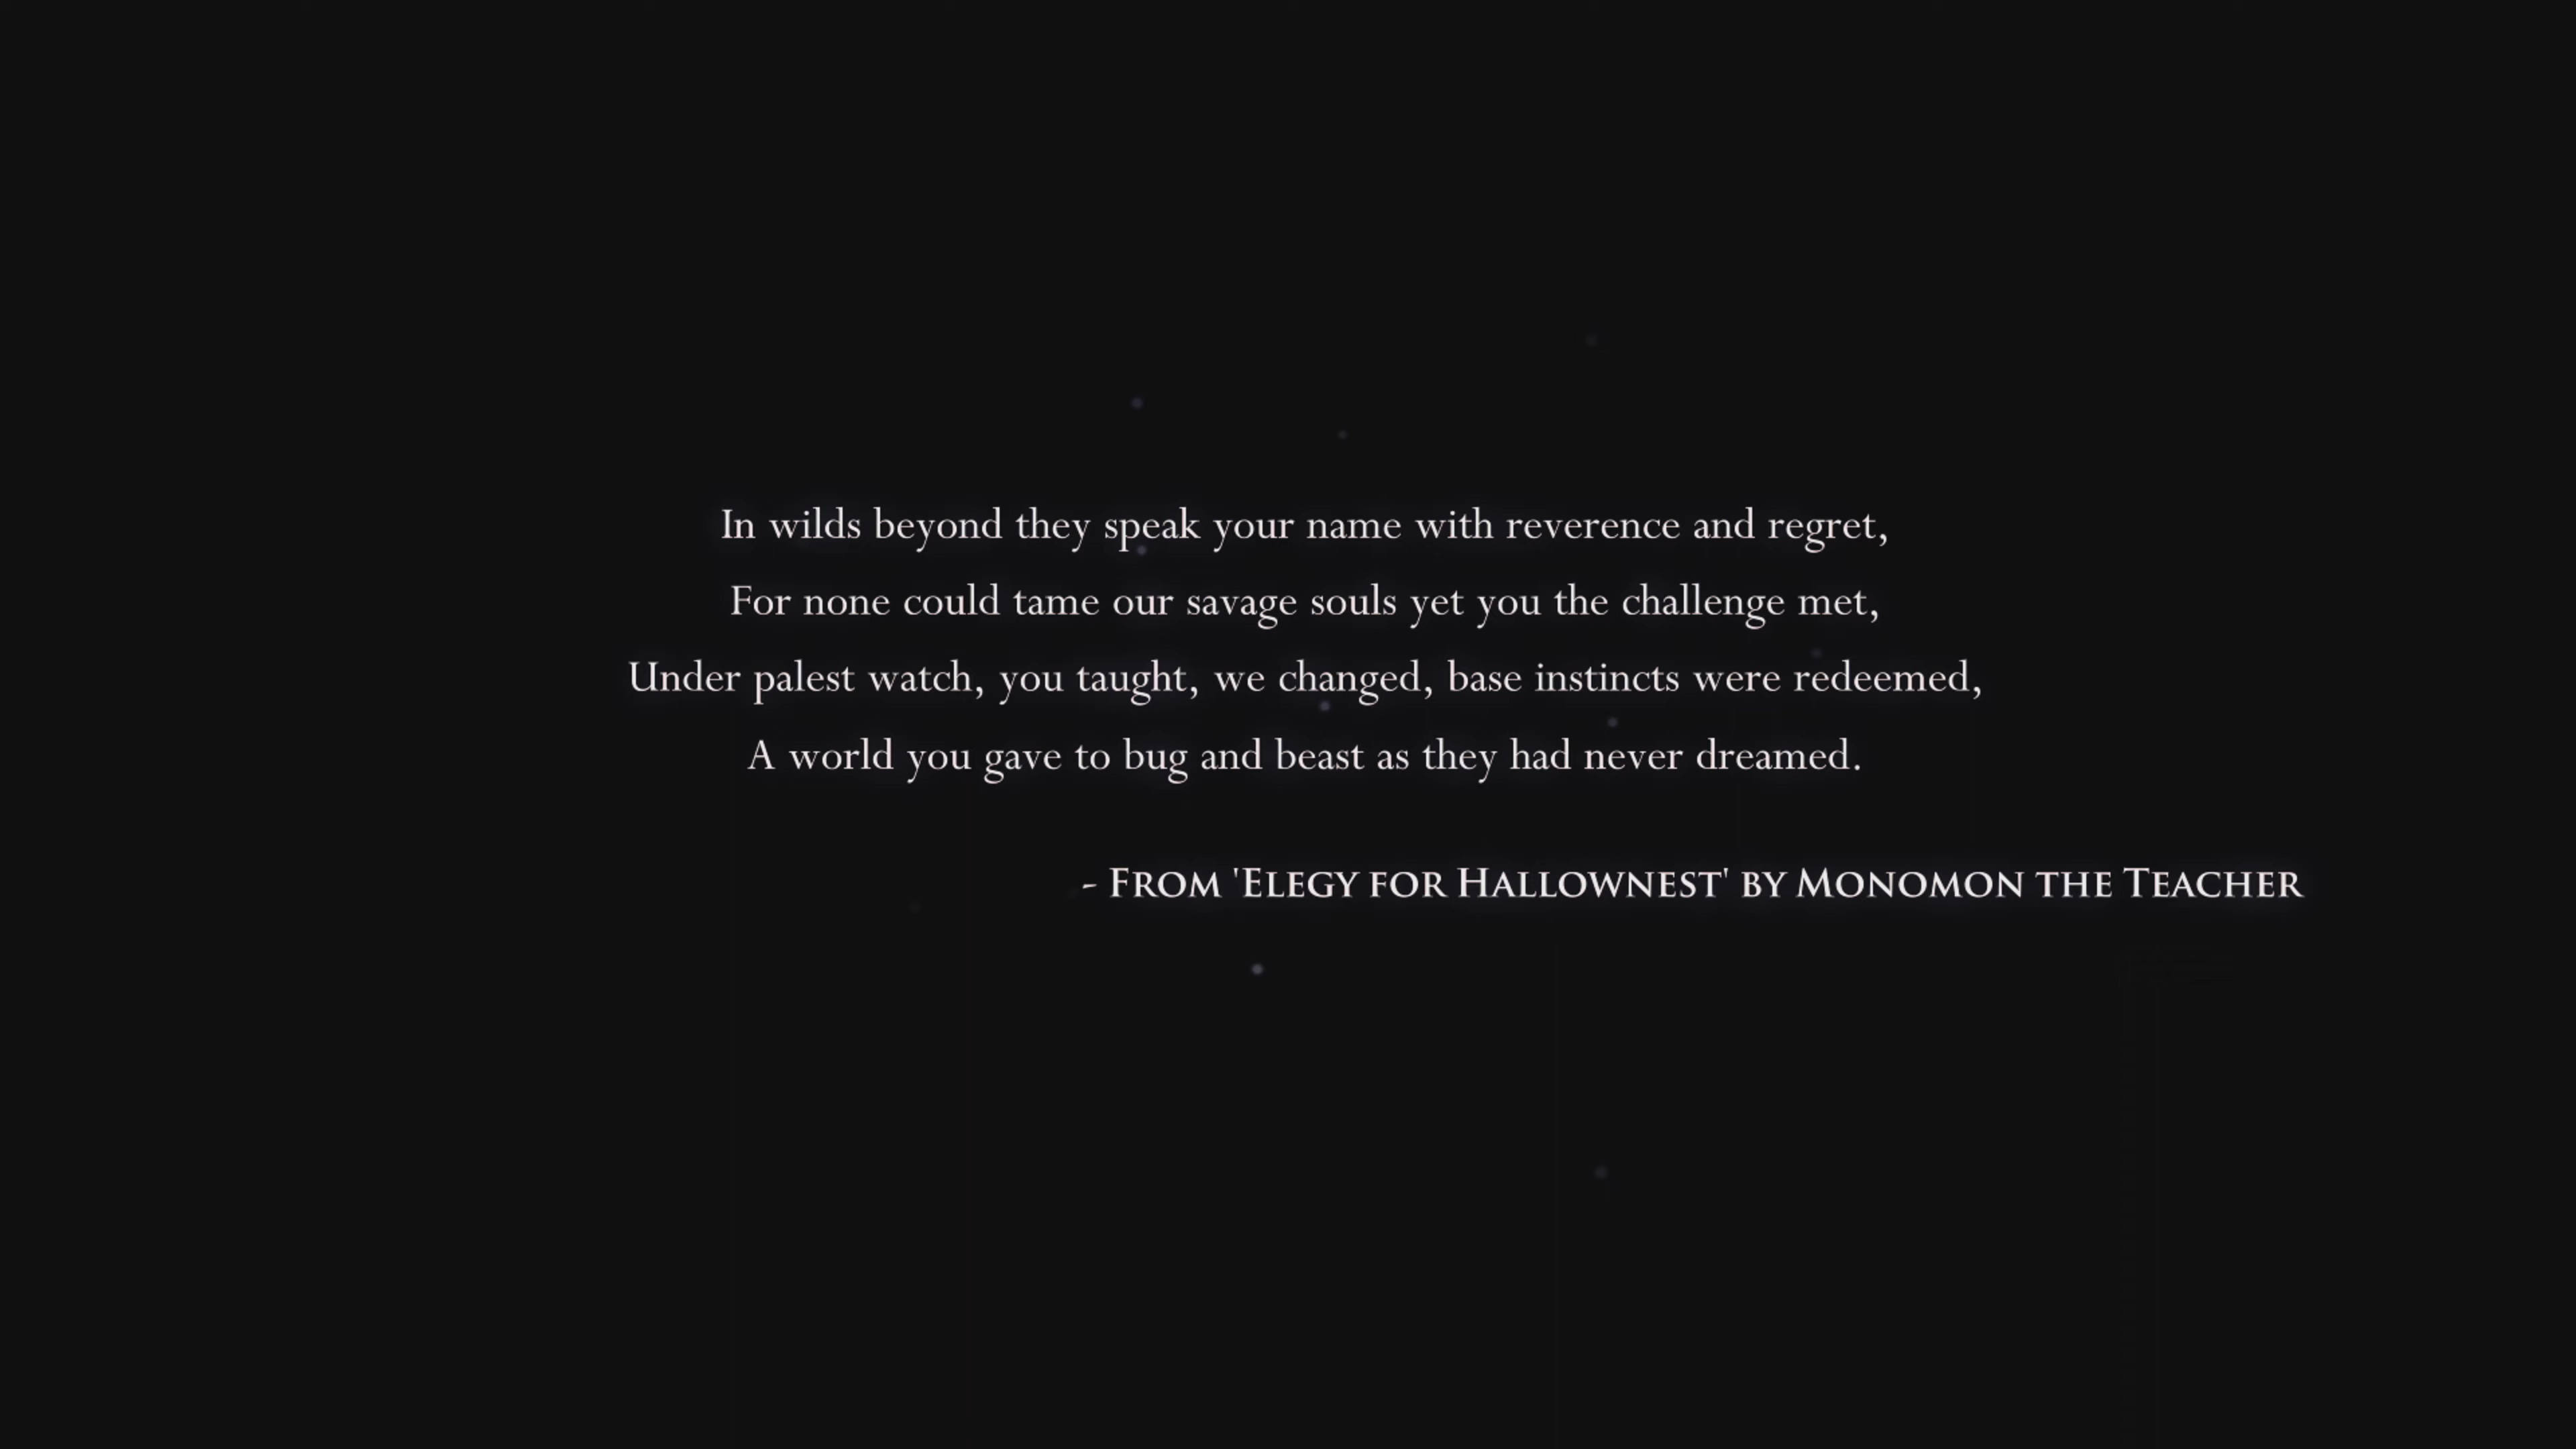 In wilds beyond they speak your name with reverence and regret,
For none could tame our savage souls yet you the challenge met,
Under palest watch, you taught, we changed, base instincts were redeemed,
A world you gave to bug and beast as they had never dreamed.
- From 'Elegy for Hallownest' by Monomon the Teacher